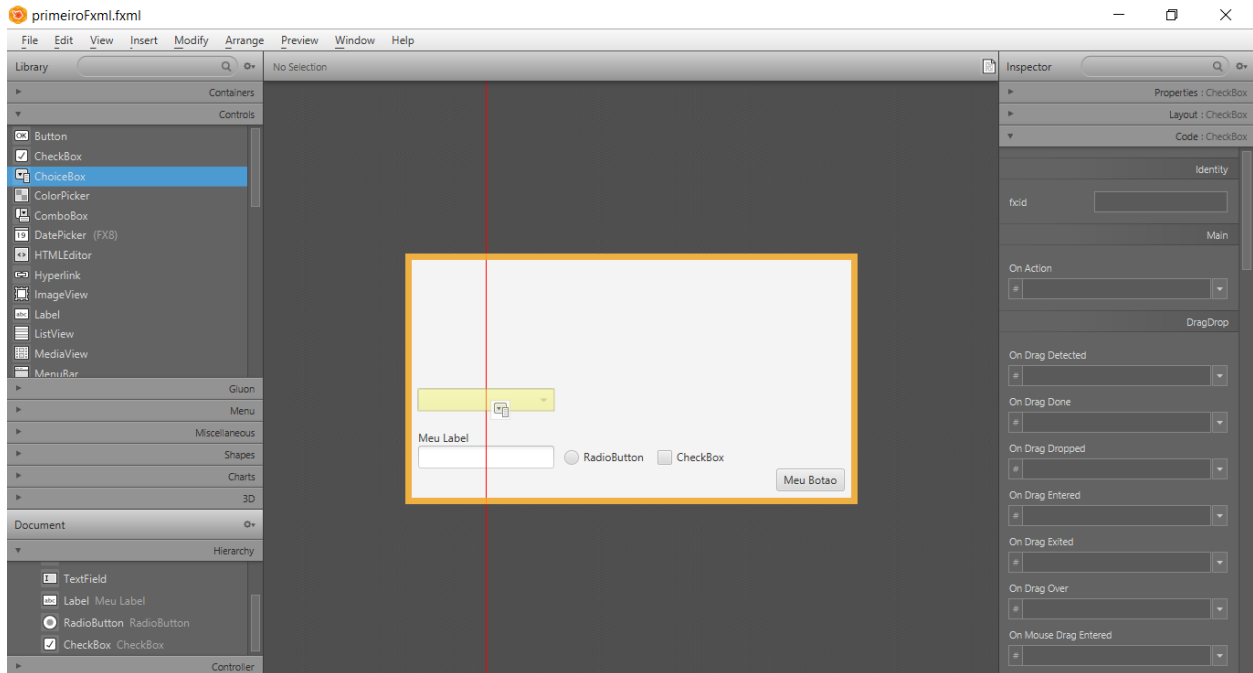 primeiroFxml.fxml
File Edit View Insert Modify Arrange Preview Window Help
Library
No Selection
Inspector
Containers
Controls
OK Button
CheckBox
ChoiceBox
ColorPicker
ComboBox
19 DatePicker (FX8)
HTMLEditor
Hyperlink
ImageView
abc Label
ListView
MediaView
MenuBar
Gluon
Menu
Miscellaneous
Shapes
Charts
3D
Document
Hierarchy
TextField
abc Label Meu Label
RadioButton RadioButton
CheckBox CheckBox
Controller
Meu Label
RadioButton CheckBox
Meu Botao
Properties : CheckBox
Layout : CheckBox
Code : CheckBox
Identity
fx:id
Main
On Action
#
DragDrop
On Drag Detected
#
On Drag Done
#
On Drag Dropped
#
On Drag Entered
#
On Drag Exited
#
On Drag Over
#
On Mouse Drag Entered
#